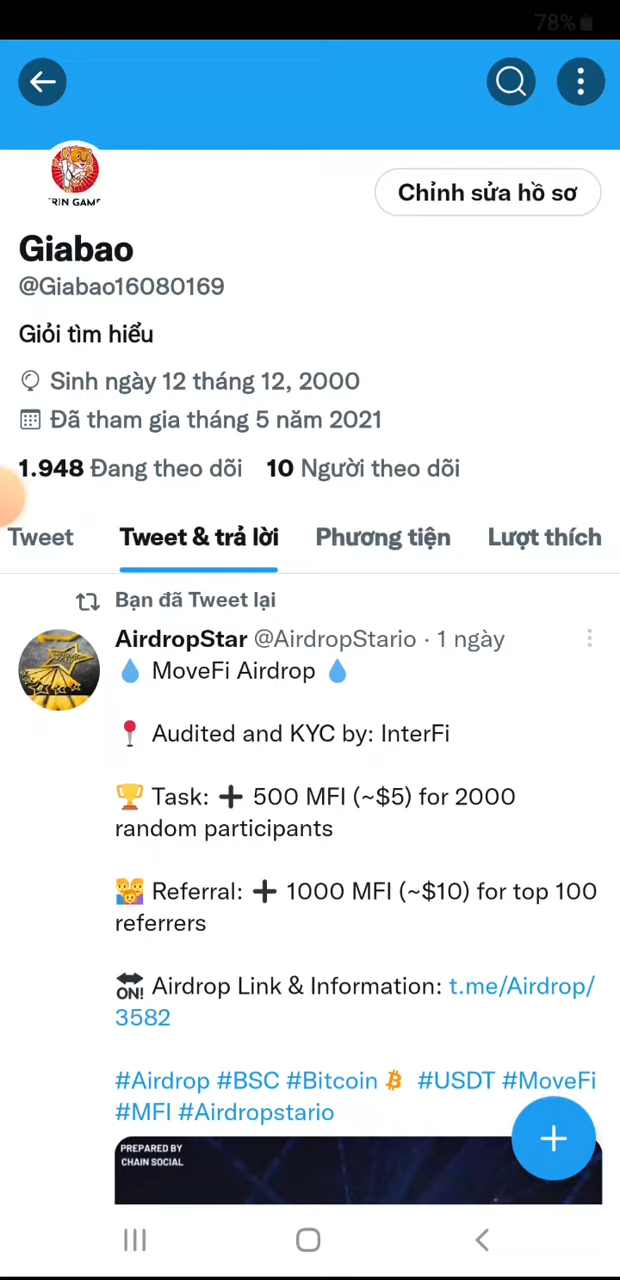 78%
RIN GAME
Chỉnh sửa hồ sơ
Giabao
@Giabao16080169
Giỏi tìm hiểu
Sinh ngày 12 tháng 12, 2000
Đã tham gia tháng 5 năm 2021
1.948 Đang theo dõi 10 Người theo dõi
Tweet Tweet & trả lời Phương tiện Lượt thích
Bạn đã Tweet lại
AirdropStar @AirdropStario · 1 ngày
💧 MoveFi Airdrop 💧
📍 Audited and KYC by: InterFi
🏆 Task: ➕ 500 MFI (~$5) for 2000
random participants
👨‍👩‍👦 Referral: ➕ 1000 MFI (~$10) for top 100
referrers
🔛 Airdrop Link & Information: t.me/Airdrop/
3582
#Airdrop #BSC #Bitcoin ₿ #USDT #MoveFi
#MFI #Airdropstario
PREPARED BY
CHAIN SOCIAL